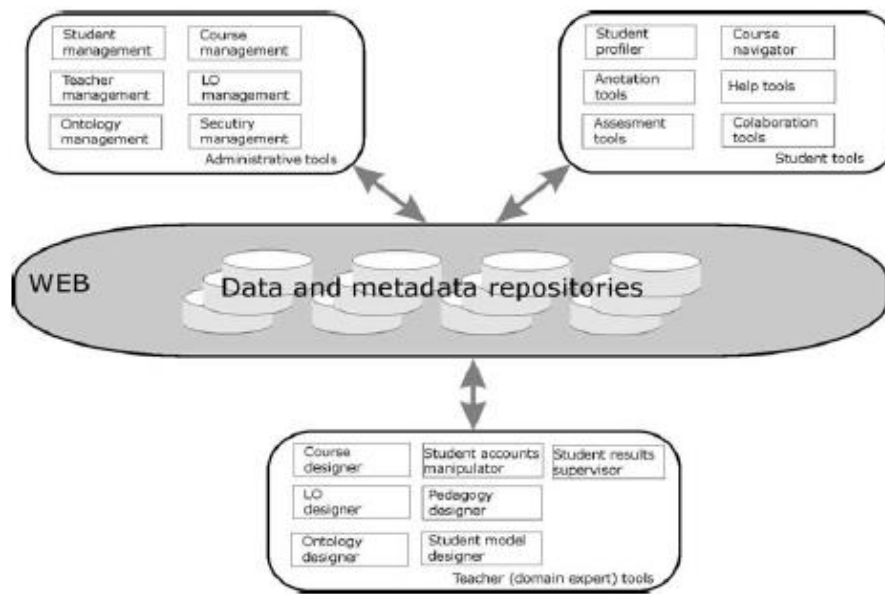 Student
management
Course
management
Teacher
management
LO
management
Ontology
management
Secutiry
management
Administrative tools
Student
profiler
Course
navigator
Anotation
tools
Help tools
Assesment
tools
Colaboration
tools
Student tools
WEB
Data and metadata repositories
Course
designer
Student accounts
manipulator
Student results
supervisor
LO
designer
Pedagogy
designer
Ontology
designer
Student model
designer
Teacher (domain expert) tools